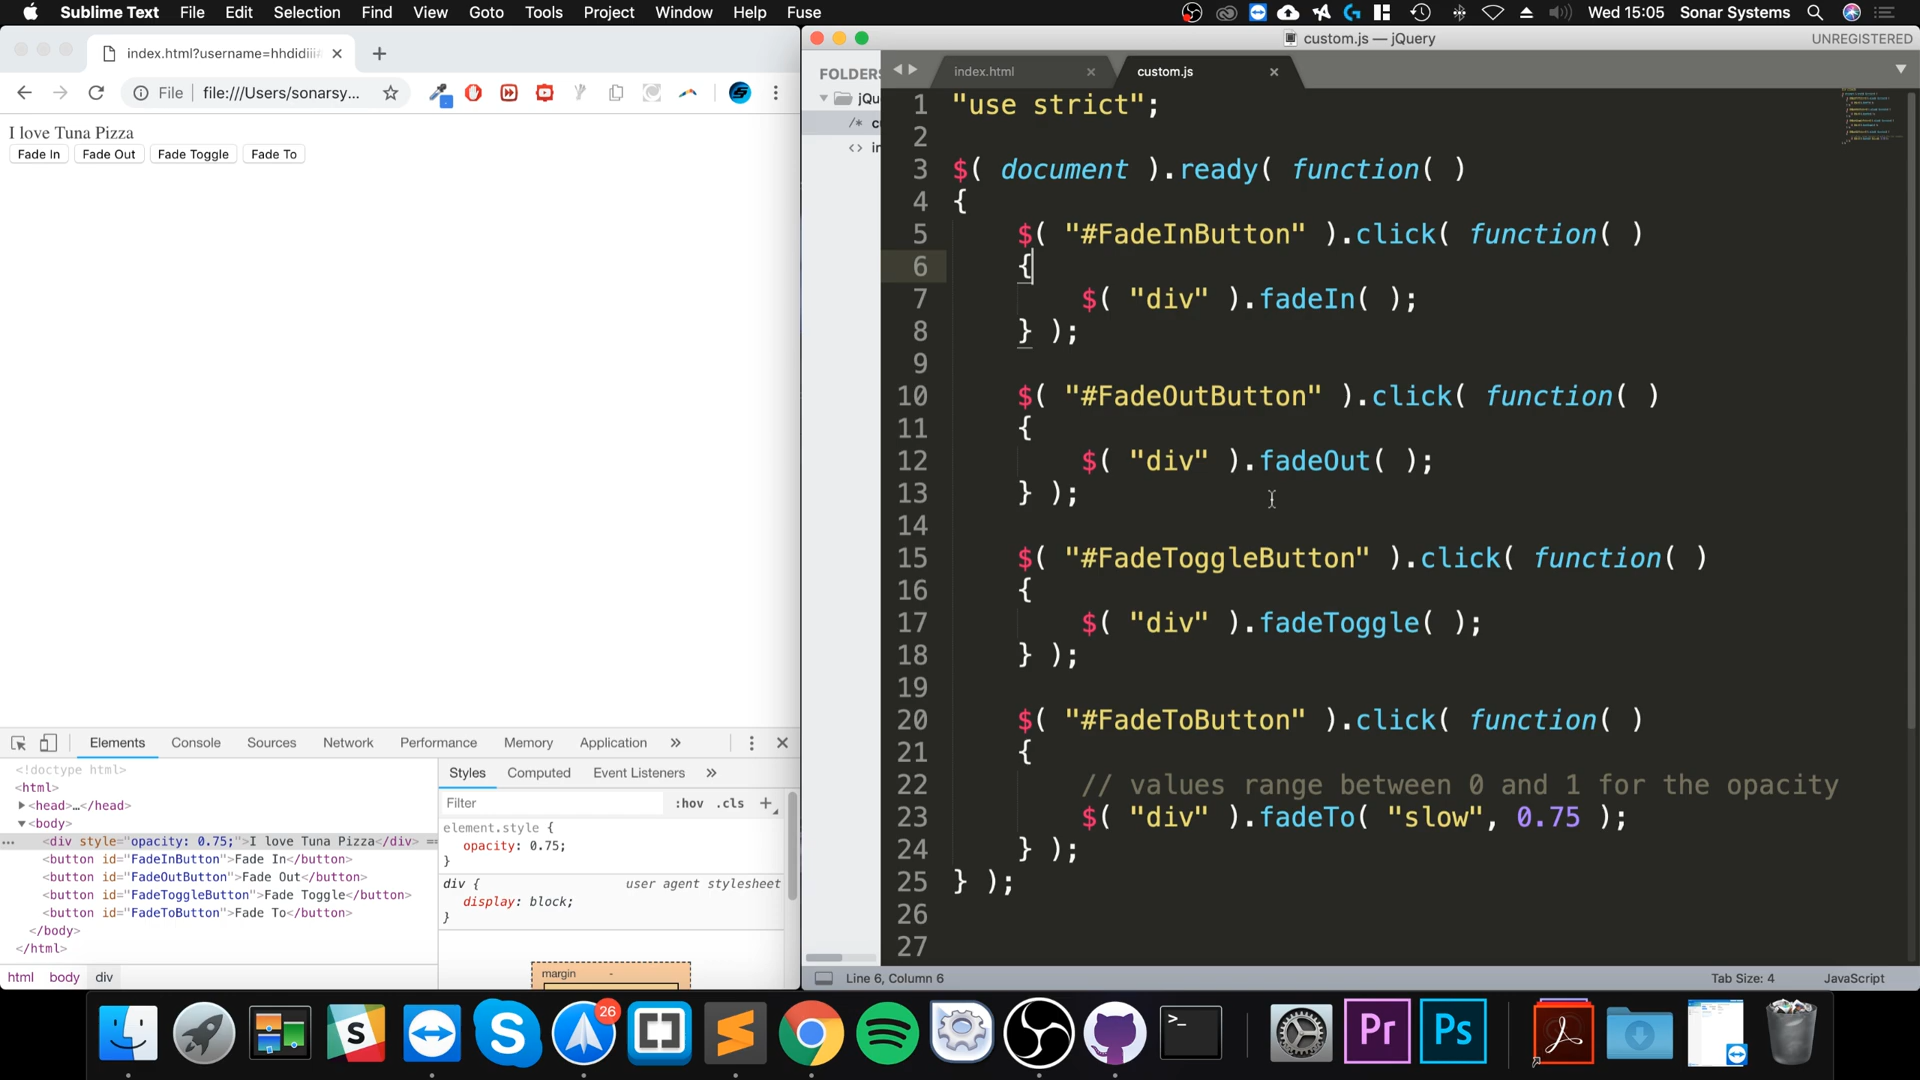 Sublime Text File Edit Selection Find View Goto Tools Project Window Help Fuse Wed 15:05 Sonar Systems
index.html?username=hhdidiii#
File file:///Users/sonarsy...
I love Tuna Pizza
Fade In Fade Out Fade Toggle Fade To
Elements Console Sources Network Performance Memory Application »
<!doctype html>
<html>
<head>…</head>
<body>
<div style="opacity: 0.75;">I love Tuna Pizza</div> ==
<button id="FadeInButton">Fade In</button>
<button id="FadeOutButton">Fade Out</button>
<button id="FadeToggleButton">Fade Toggle</button>
<button id="FadeToButton">Fade To</button>
</body>
</html>
html body div
Styles Computed Event Listeners »
Filter :hov .cls +
element.style {
opacity: 0.75;
}
div { user agent stylesheet
display: block;
}
margin -
custom.js — jQuery UNREGISTERED
FOLDERS
jQu
/* cu
<> in
index.html custom.js
1 "use strict";
2
3 $( document ).ready( function( )
4 {
5 $( "#FadeInButton" ).click( function( )
6 {
7 $( "div" ).fadeIn( );
8 } );
9
10 $( "#FadeOutButton" ).click( function( )
11 {
12 $( "div" ).fadeOut( );
13 } );
14
15 $( "#FadeToggleButton" ).click( function( )
16 {
17 $( "div" ).fadeToggle( );
18 } );
19
20 $( "#FadeToButton" ).click( function( )
21 {
22 // values range between 0 and 1 for the opacity
23 $( "div" ).fadeTo( "slow", 0.75 );
24 } );
25 } );
26
27
Line 6, Column 6 Tab Size: 4 JavaScript
26
Pr Ps